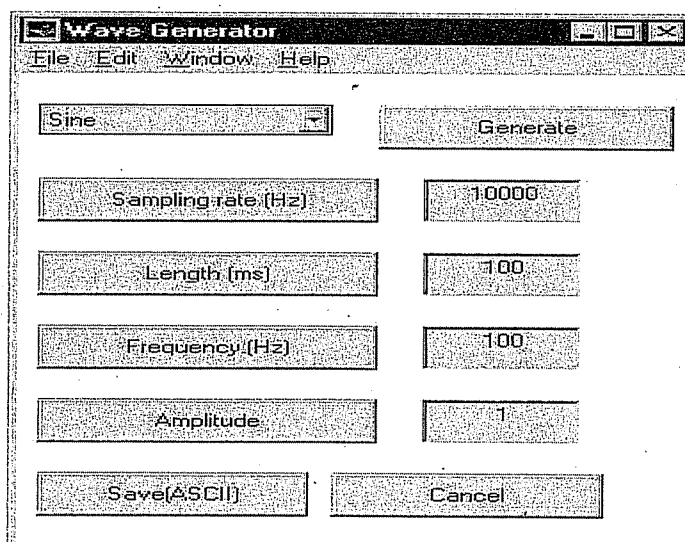 Wave Generator
File Edit Window Help
Sine Generate
Sampling rate (Hz) 10000
Length (ms) 100
Frequency (Hz) 100
Amplitude 1
Save(ASCII) Cancel